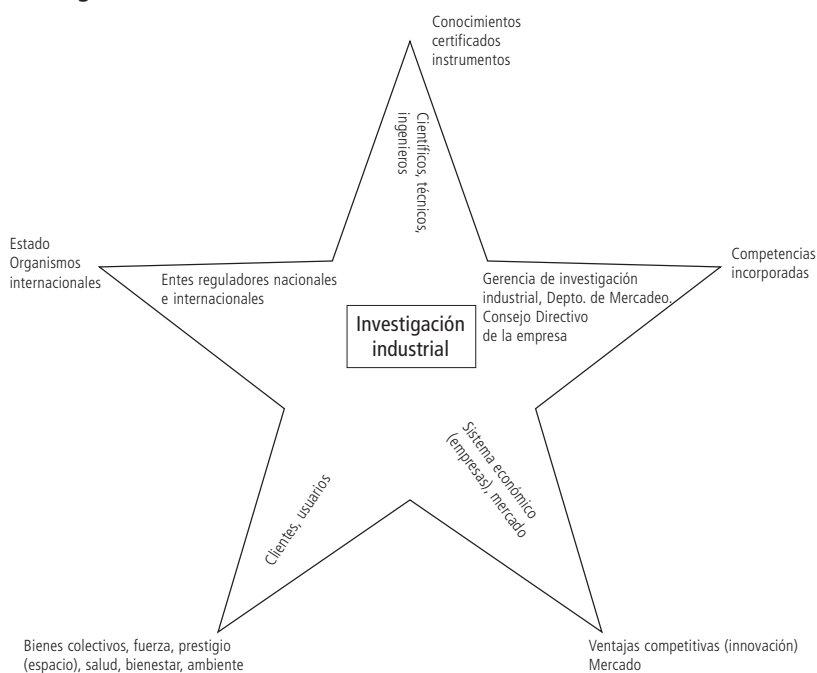 Conocimientos
certificados
instrumentos
Científicos, técnicos,
ingenieros
Estado
Organismos
internacionales
Entes reguladores nacionales
e internacionales
Gerencia de investigación
industrial, Depto. de Mercadeo.
Consejo Directivo
de la empresa
Competencias
incorporadas
Investigación
industrial
Clientes, usuarios
Sistema económico
(empresas), mercado
Bienes colectivos, fuerza, prestigio
(espacio), salud, bienestar, ambiente
Ventajas competitivas (innovación)
Mercado